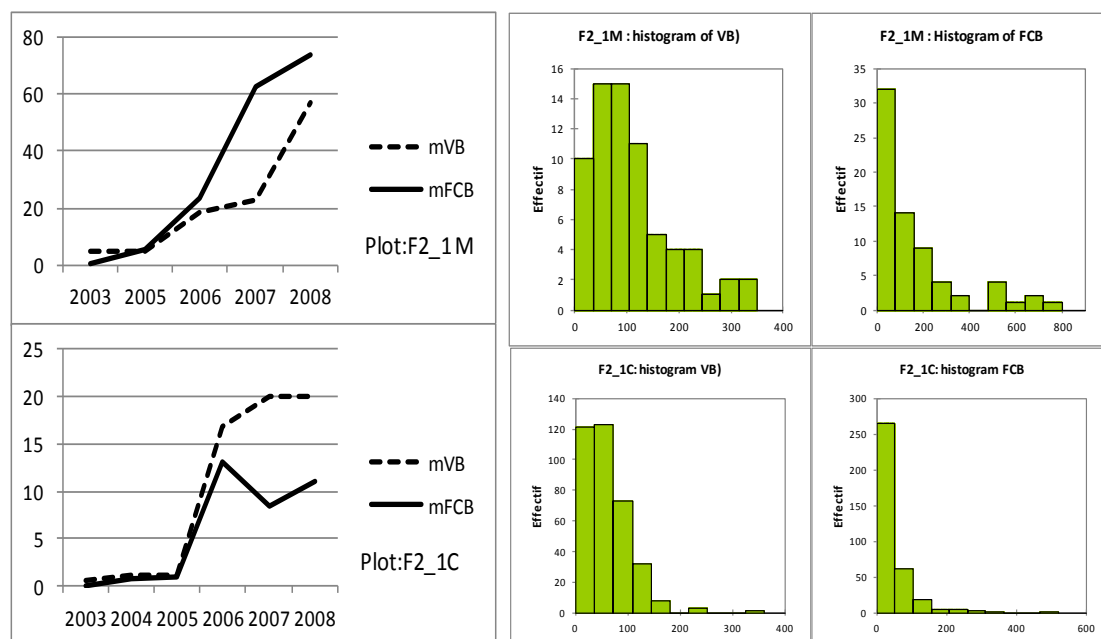 80
60
40
20
0
2003 2005 2006 2007 2008
mVB
mFCB
Plot:F2_1M
25
20
15
10
5
0
2003 2004 2005 2006 2007 2008
mVB
mFCB
Plot:F2_1C
F2_1M : histogram of VB)
Effectif
16
14
12
10
8
6
4
2
0
0 100 200 300 400
F2_1M : Histogram of FCB
Effectif
35
30
25
20
15
10
5
0
0 200 400 600 800
F2_1C: histogram VB)
Effectif
140
120
100
80
60
40
20
0
0 100 200 300 400
F2_1C: histogram FCB
Effectif
300
250
200
150
100
50
0
0 200 400 600